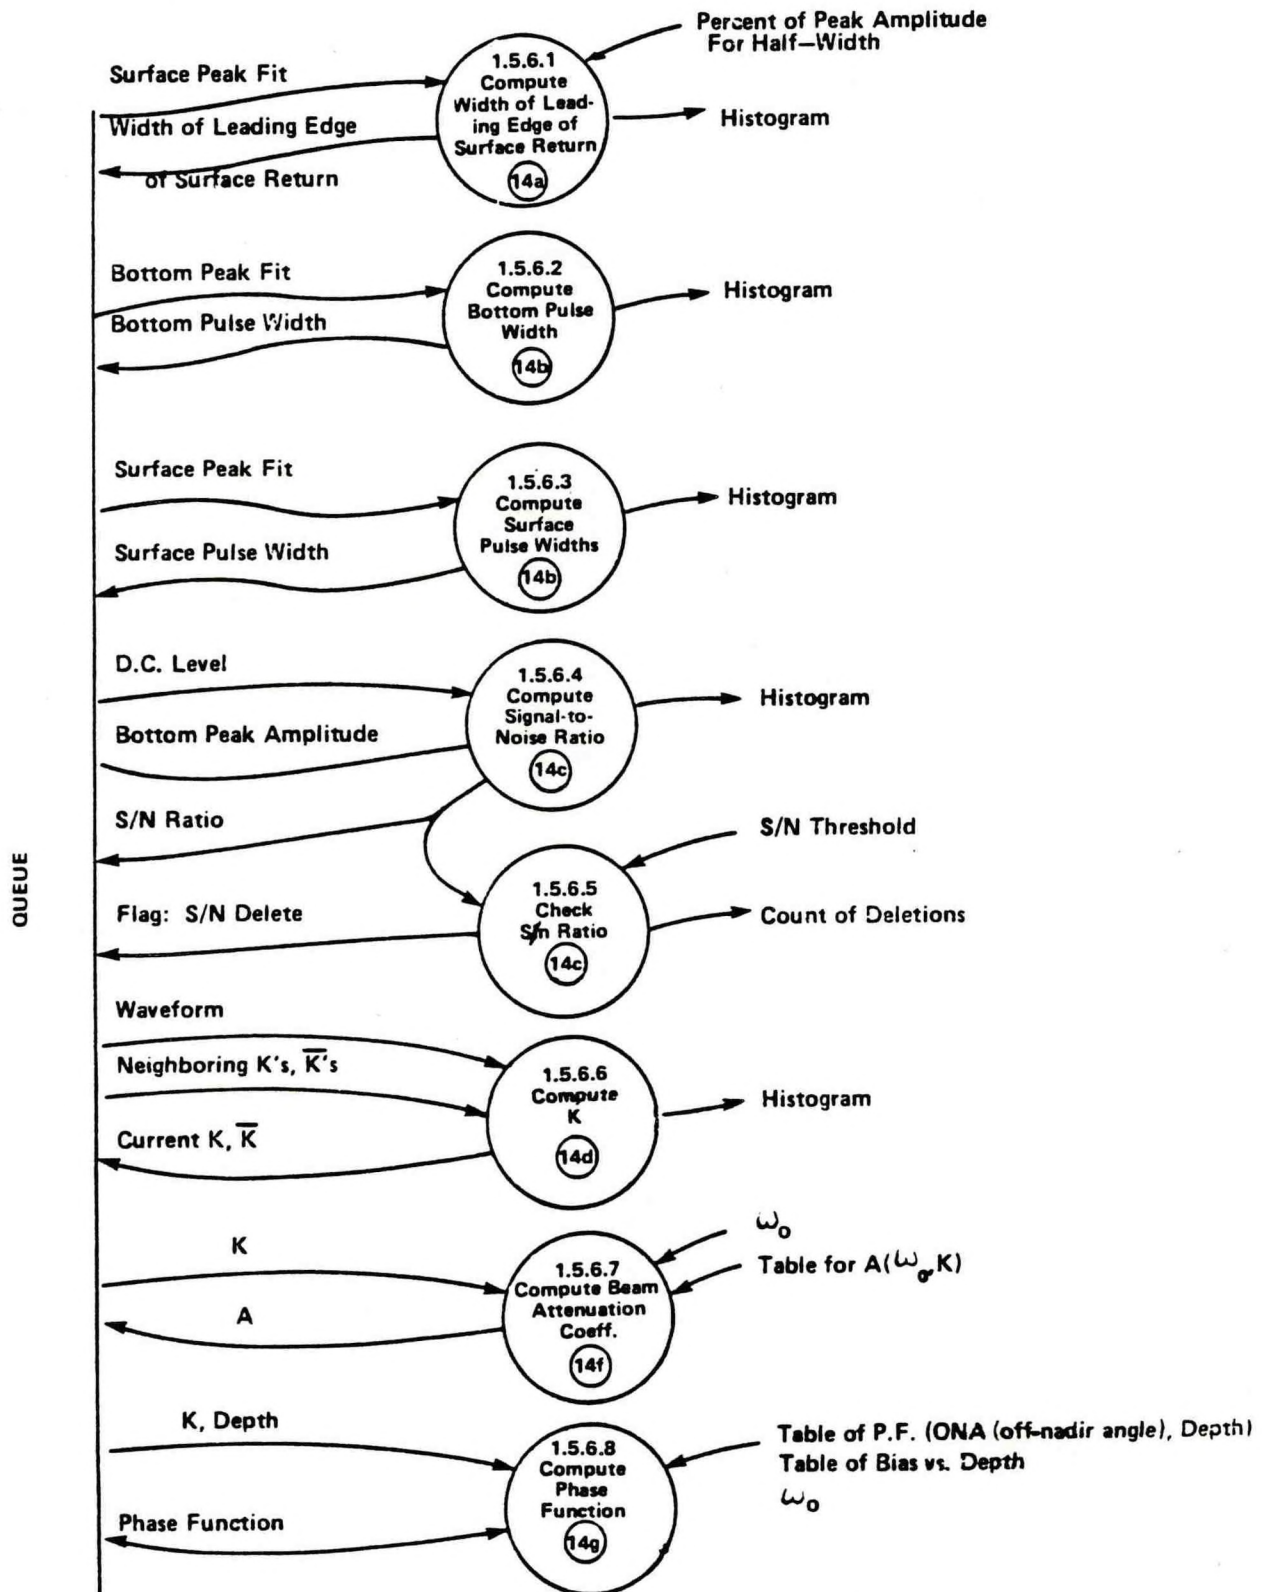 Percent of Peak Amplitude
For Half-Width
Surface Peak Fit
1.5.6.1
Compute
Width of Lead-
ing Edge of
Surface Return
14a
Histogram
Width of Leading Edge
of Surface Return
Bottom Peak Fit
1.5.6.2
Compute
Bottom Pulse
Width
14b
Histogram
Bottom Pulse Width
Surface Peak Fit
1.5.6.3
Compute
Surface
Pulse Widths
14b
Histogram
Surface Pulse Width
D.C. Level
1.5.6.4
Compute
Signal-to-
Noise Ratio
14c
Histogram
Bottom Peak Amplitude
S/N Ratio
S/N Threshold
QUEUE
1.5.6.5
Check
S/n Ratio
14c
Flag: S/N Delete
Count of Deletions
Waveform
Neighboring K's, K̅'s
1.5.6.6
Compute
K
14d
Histogram
Current K, K̅
K
ω₀
Table for A(ω₀,K)
1.5.6.7
Compute Beam
Attenuation
Coeff.
14f
A
K, Depth
1.5.6.8
Compute
Phase
Function
14g
Table of P.F. (ONA (off-nadir angle), Depth)
Table of Bias vs. Depth
ω₀
Phase Function